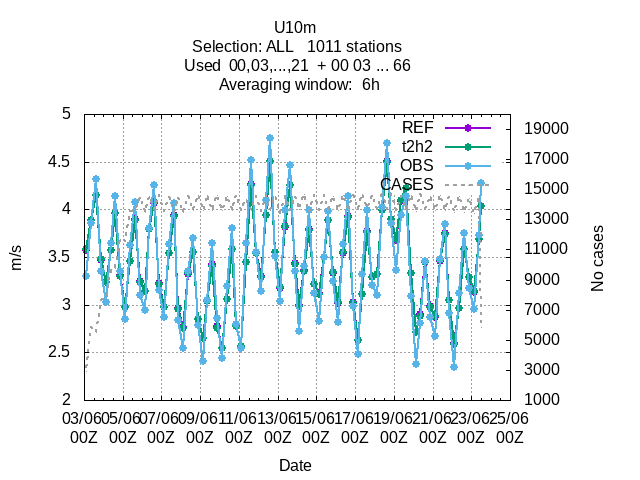 U10m
Selection: ALL   1011 stations
Used  00,03,...,21  + 00 03 ... 66
Averaging window:  6h
5
4.5
4
3.5
3
2.5
2
m/s
REF
t2h2
OBS
CASES
19000
17000
15000
13000
11000
9000
7000
5000
3000
1000
No cases
03/06 05/06 07/06 09/06 11/06 13/06 15/06 17/06 19/06 21/06 23/06 25/06
00Z 00Z 00Z 00Z 00Z 00Z 00Z 00Z 00Z 00Z 00Z 00Z
Date